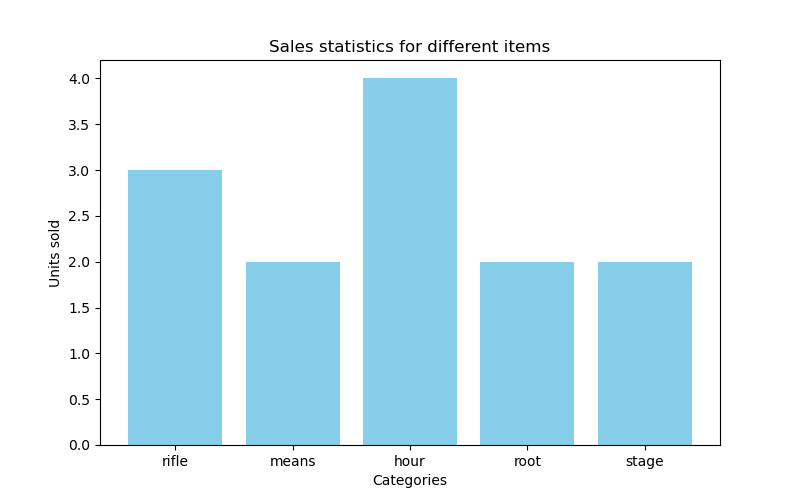 Sales statistics for different items
Units sold
4.0
3.5
3.0
2.5
2.0
1.5
1.0
0.5
0.0
rifle means hour root stage
Categories